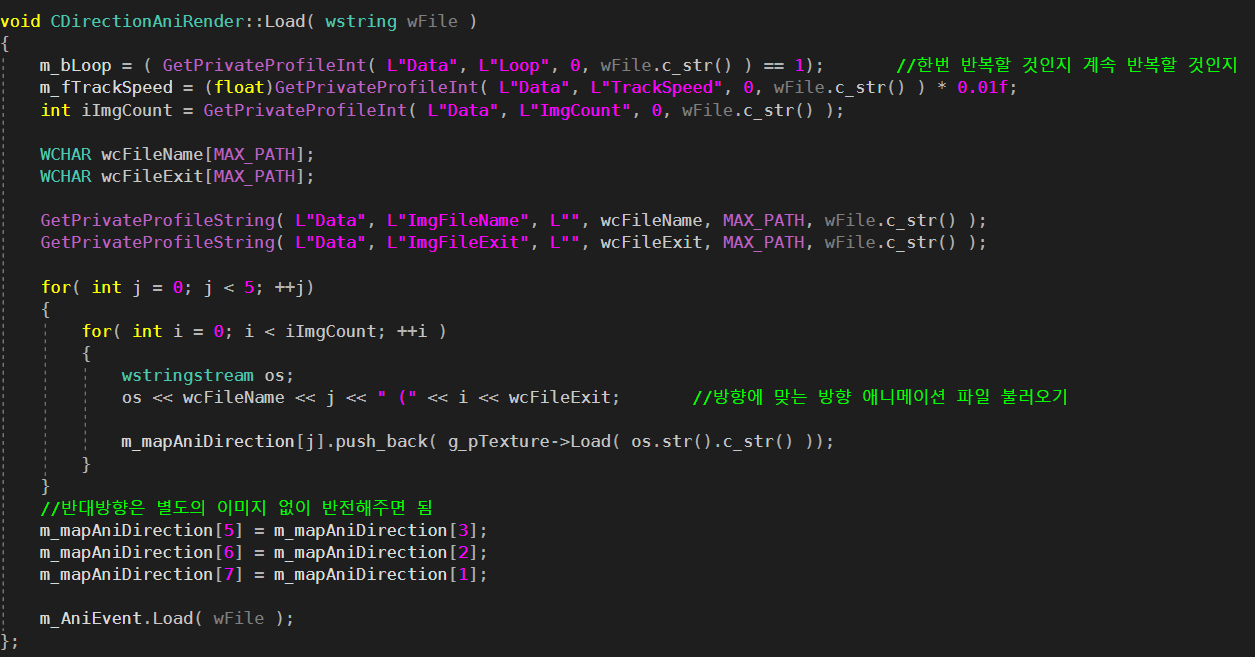 void CDirectionAniRender::Load( wstring wFile )
{
m_bLoop = ( GetPrivateProfileInt( L"Data", L"Loop", 0, wFile.c_str() ) == 1); //한번 반복할 것인지 계속 반복할 것인지
m_fTrackSpeed = (float)GetPrivateProfileInt( L"Data", L"TrackSpeed", 0, wFile.c_str() ) * 0.01f;
int iImgCount = GetPrivateProfileInt( L"Data", L"ImgCount", 0, wFile.c_str() );
WCHAR wcFileName[MAX_PATH];
WCHAR wcFileExit[MAX_PATH];
GetPrivateProfileString( L"Data", L"ImgFileName", L"", wcFileName, MAX_PATH, wFile.c_str() );
GetPrivateProfileString( L"Data", L"ImgFileExit", L"", wcFileExit, MAX_PATH, wFile.c_str() );
for( int j = 0; j < 5; ++j)
{
for( int i = 0; i < iImgCount; ++i )
{
wstringstream os;
os << wcFileName << j << " (" << i << wcFileExit; //방향에 맞는 방향 애니메이션 파일 불러오기
m_mapAniDirection[j].push_back( g_pTexture->Load( os.str().c_str() ));
}
}
//반대방향은 별도의 이미지 없이 반전해주면 됨
m_mapAniDirection[5] = m_mapAniDirection[3];
m_mapAniDirection[6] = m_mapAniDirection[2];
m_mapAniDirection[7] = m_mapAniDirection[1];
m_AniEvent.Load( wFile );
};